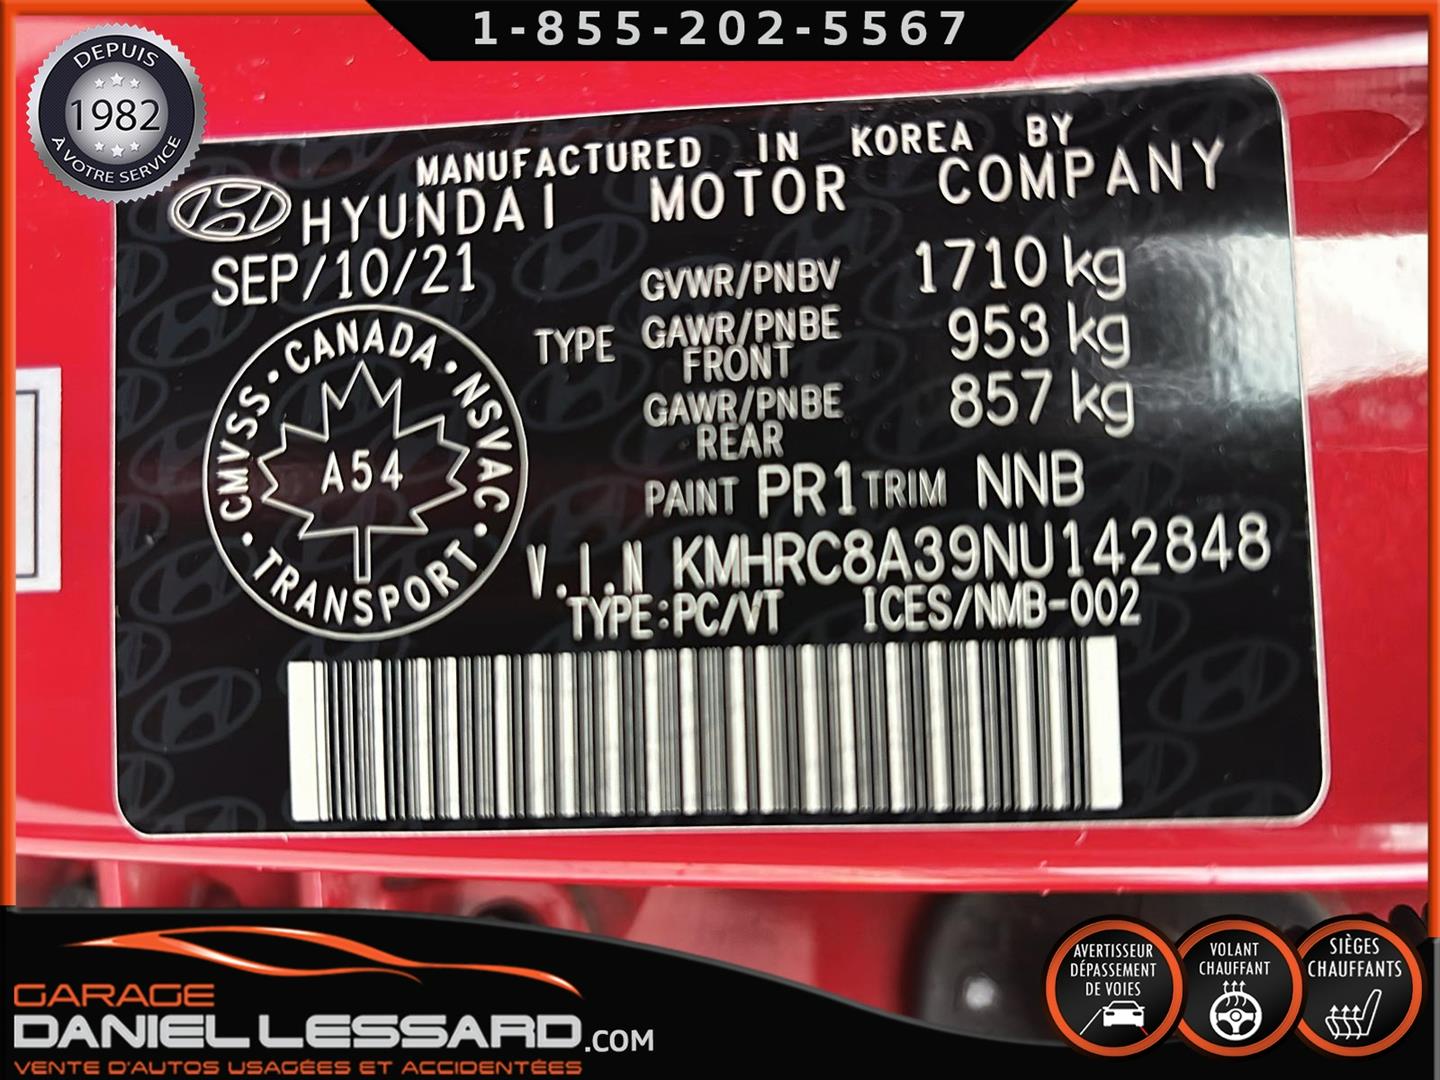 1-855-202-5567
DEPUIS
1982
À VOTRE SERVICE
MANUFACTURED IN KOREA BY
HYUNDAI MOTOR COMPANY
SEP/10/21
GVWR/PNBV 1710 kg
TYPE GAWR/PNBE FRONT 953 kg
GAWR/PNBE REAR 857 kg
CANADA · NSVAC · TRANSPORT · CMVSS ·
A54
PAINT PR1 TRIM NNB
V.I.N KMHRC8A39NU142848
TYPE:PC/VT ICES/NMB-002
AVERTISSEUR
DÉPASSEMENT
DE VOIES
VOLANT
CHAUFFANT
SIÈGES
CHAUFFANTS
GARAGE
DANIEL LESSARD.COM
VENTE D'AUTOS USAGÉES ET ACCIDENTÉES